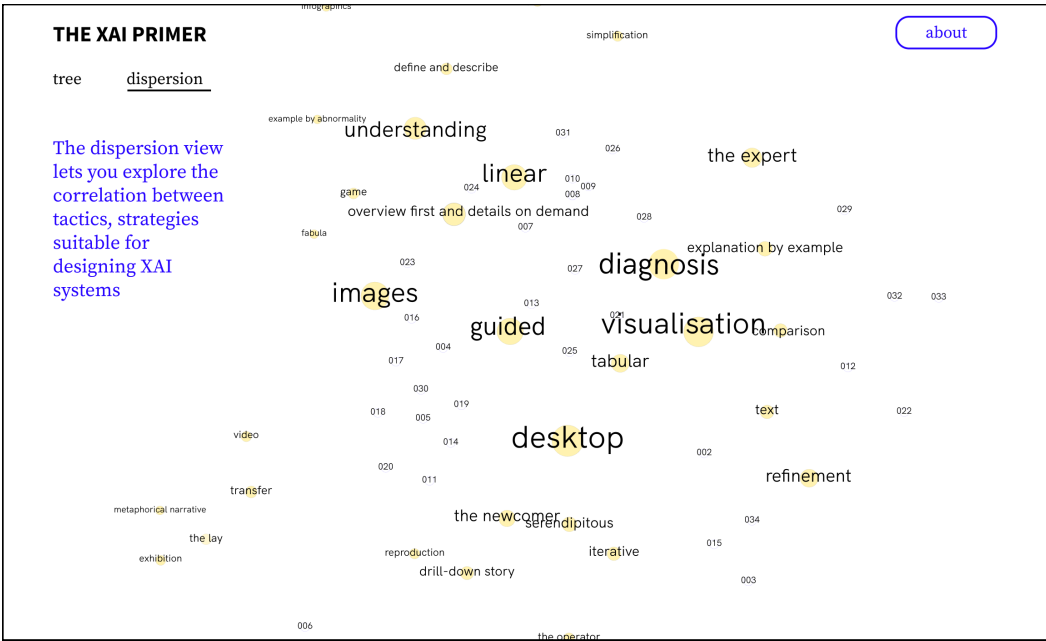 infographics
THE XAI PRIMER
about
simplification
define and describe
tree
dispersion
example by abnormality
understanding
031
026
The dispersion view
lets you explore the
correlation between
tactics, strategies
suitable for
designing XAI
systems
the expert
linear
010
009
008
024
game
overview first and details on demand
029
028
007
fabula
explanation by example
diagnosis
023
027
images
032
033
013
021
016
guided
visualisation
comparison
004
025
017
tabular
012
030
019
018
005
text
022
video
desktop
014
002
020
011
refinement
transfer
metaphorical narrative
the newcomer
serendipitous
034
the lay
015
exhibition
reproduction
iterative
drill-down story
003
006
the operator